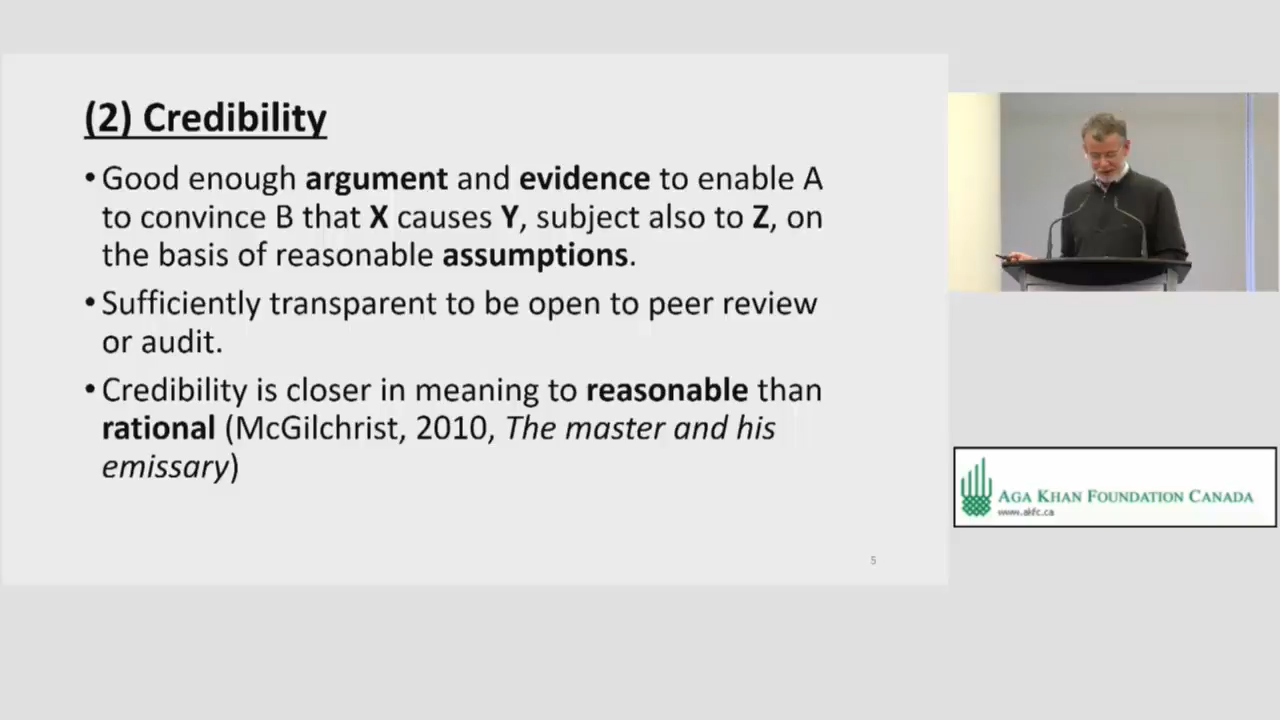 (2) Credibility
• Good enough argument and evidence to enable A
to convince B that X causes Y, subject also to Z, on
the basis of reasonable assumptions.
• Sufficiently transparent to be open to peer review
or audit.
• Credibility is closer in meaning to reasonable than
rational (McGilchrist, 2010, The master and his
emissary)
5
AGA KHAN FOUNDATION CANADA
www.akfc.ca